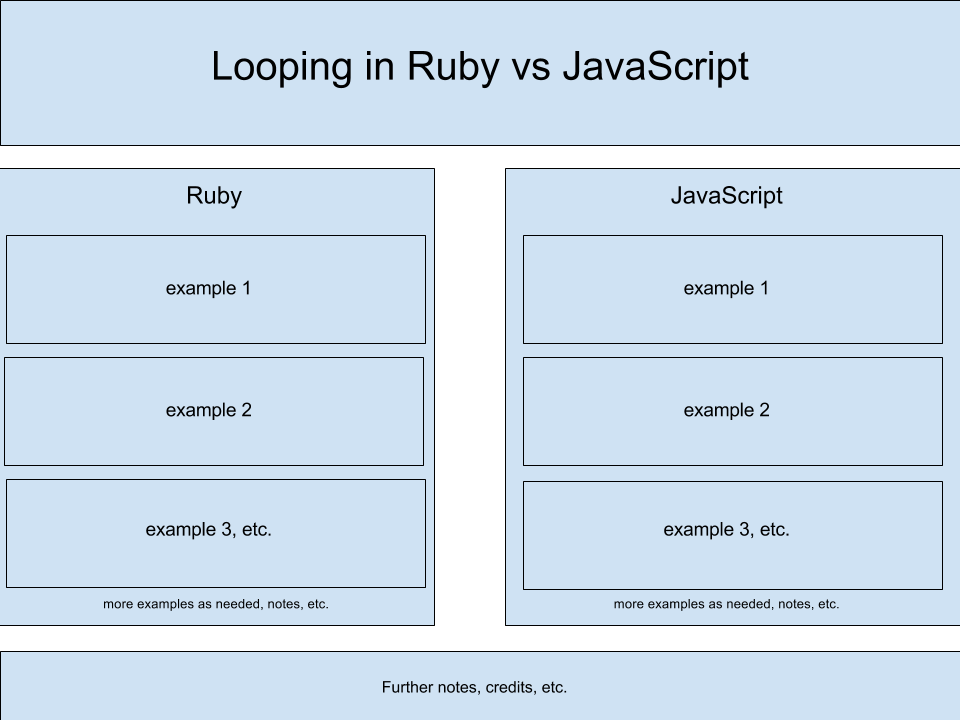 Looping in Ruby vs JavaScript
Ruby
example 1
example 2
example 3, etc.
more examples as needed, notes, etc.
JavaScript
example 1
example 2
example 3, etc.
more examples as needed, notes, etc.
Further notes, credits, etc.